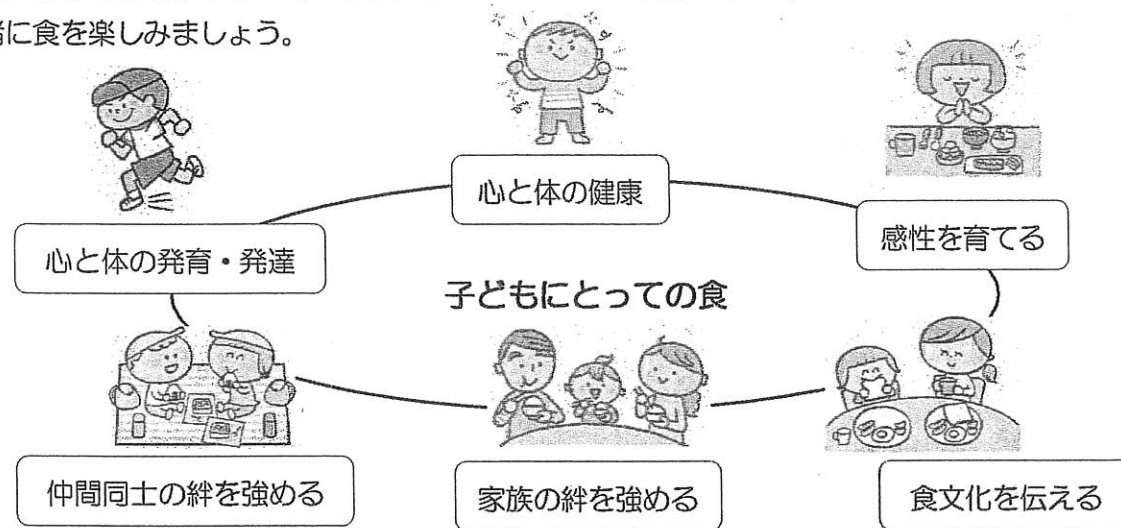 緒に食を楽しみましょう。
心と体の健康
感性を育てる
心と体の発育・発達
子どもにとっての食
仲間同士の絆を強める
家族の絆を強める
食文化を伝える